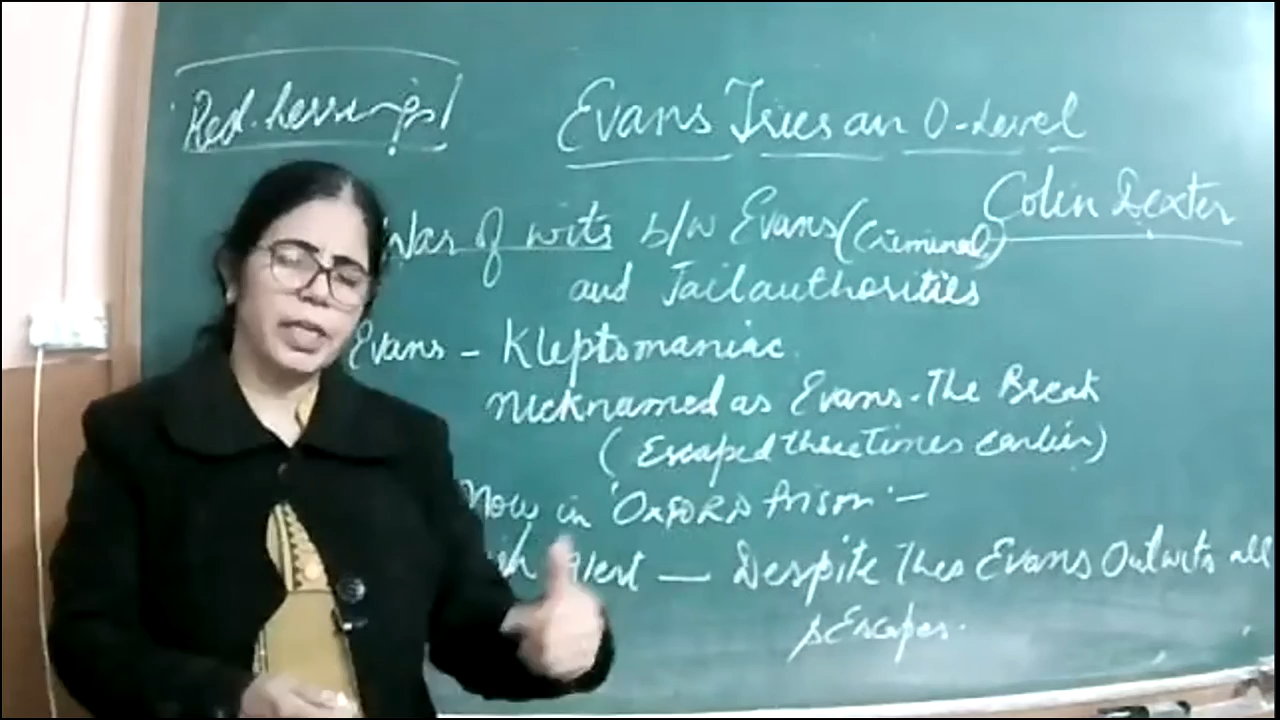 Red-herrings!
Evans Tries an O-Level
Colin Dexter
War of wits b/w Evans (Criminal)
and Jail authorities
Evans - Kleptomaniac
Nicknamed as Evans-The Break
(Escaped three Times earlier)
Now in 'OXFORD Prison' —
Alert — Despite This Evans Outwits all
Escapes.